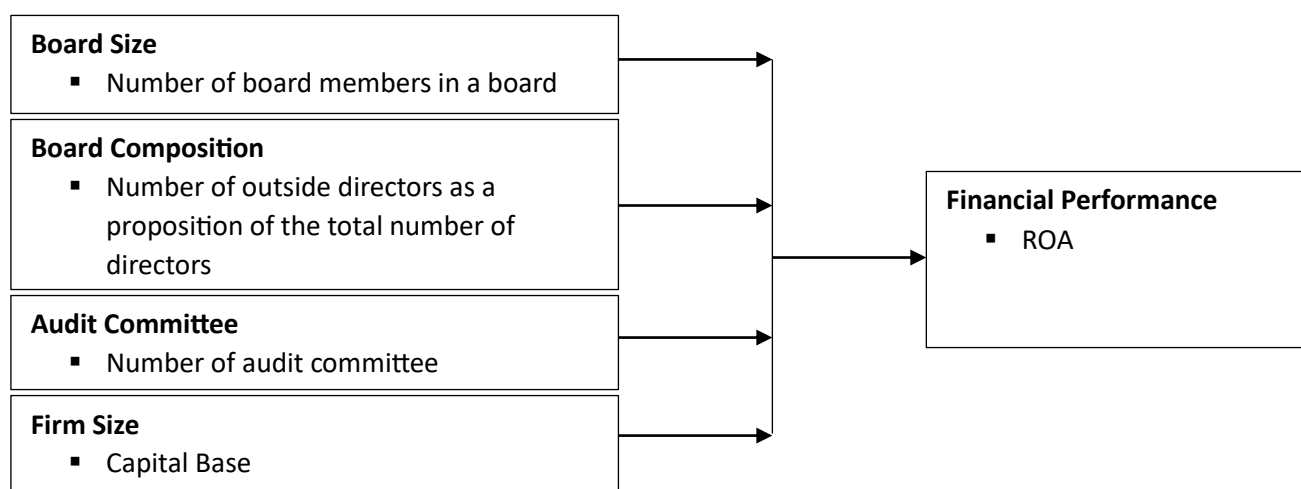 Board Size
▪ Number of board members in a board
Board Composition
▪ Number of outside directors as a
proposition of the total number of
directors
Audit Committee
▪ Number of audit committee
Firm Size
▪ Capital Base
Financial Performance
▪ ROA